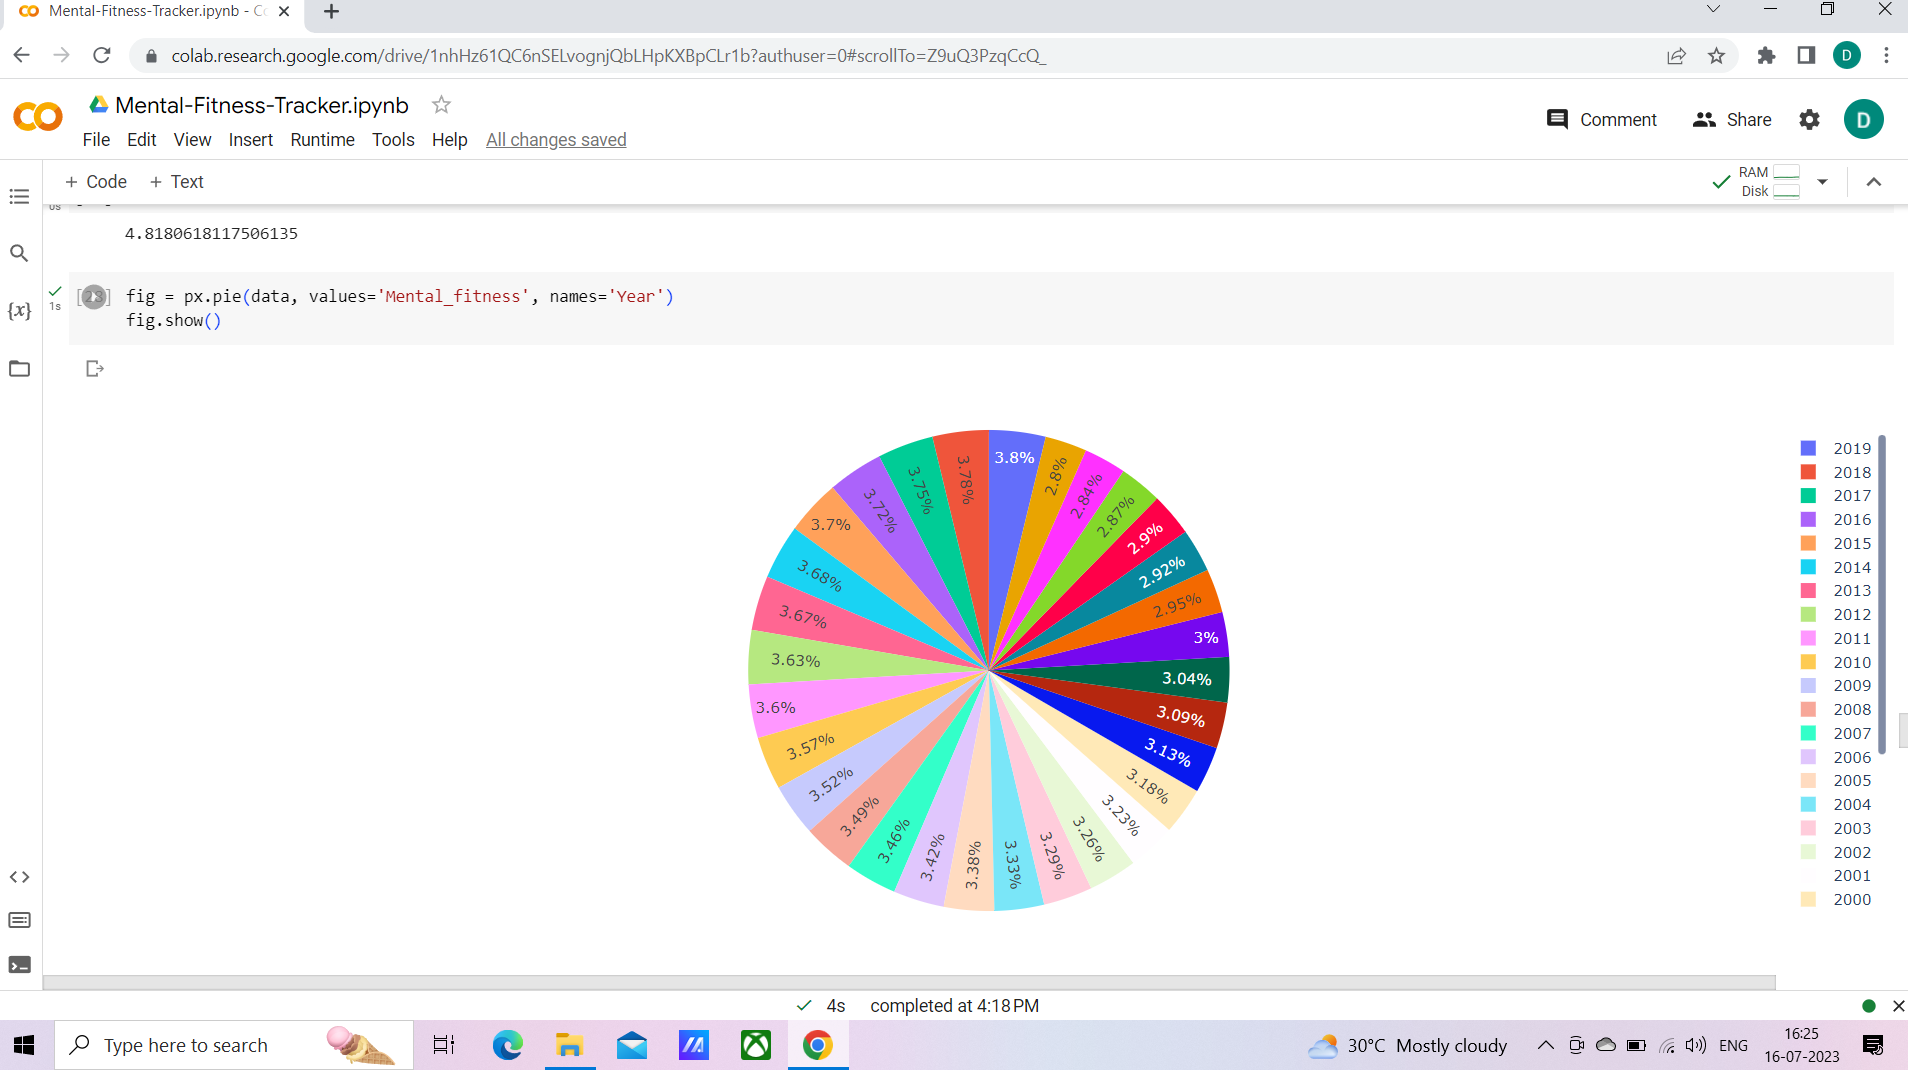 Mental-Fitness-Tracker.ipynb - Co
colab.research.google.com/drive/1nhHz61QC6nSELvognjQbLHpKXBpCLr1b?authuser=0#scrollTo=Z9uQ3PzqCcQ_
D
Mental-Fitness-Tracker.ipynb
File Edit View Insert Runtime Tools Help All changes saved
Comment Share D
+ Code + Text
RAM
Disk
0s
4.8180618117506135
{x}
1s
fig = px.pie(data, values='Mental_fitness', names='Year')
fig.show()
3.8%
2.8%
2.84%
2.87%
2.9%
2.92%
2.95%
3%
3.04%
3.09%
3.13%
3.18%
3.23%
3.26%
3.29%
3.33%
3.38%
3.42%
3.46%
3.49%
3.52%
3.57%
3.6%
3.63%
3.67%
3.68%
3.7%
3.72%
3.75%
3.78%
2019
2018
2017
2016
2015
2014
2013
2012
2011
2010
2009
2008
2007
2006
2005
2004
2003
2002
2001
2000
4s completed at 4:18 PM
Type here to search
30°C Mostly cloudy
ENG
16:25
16-07-2023